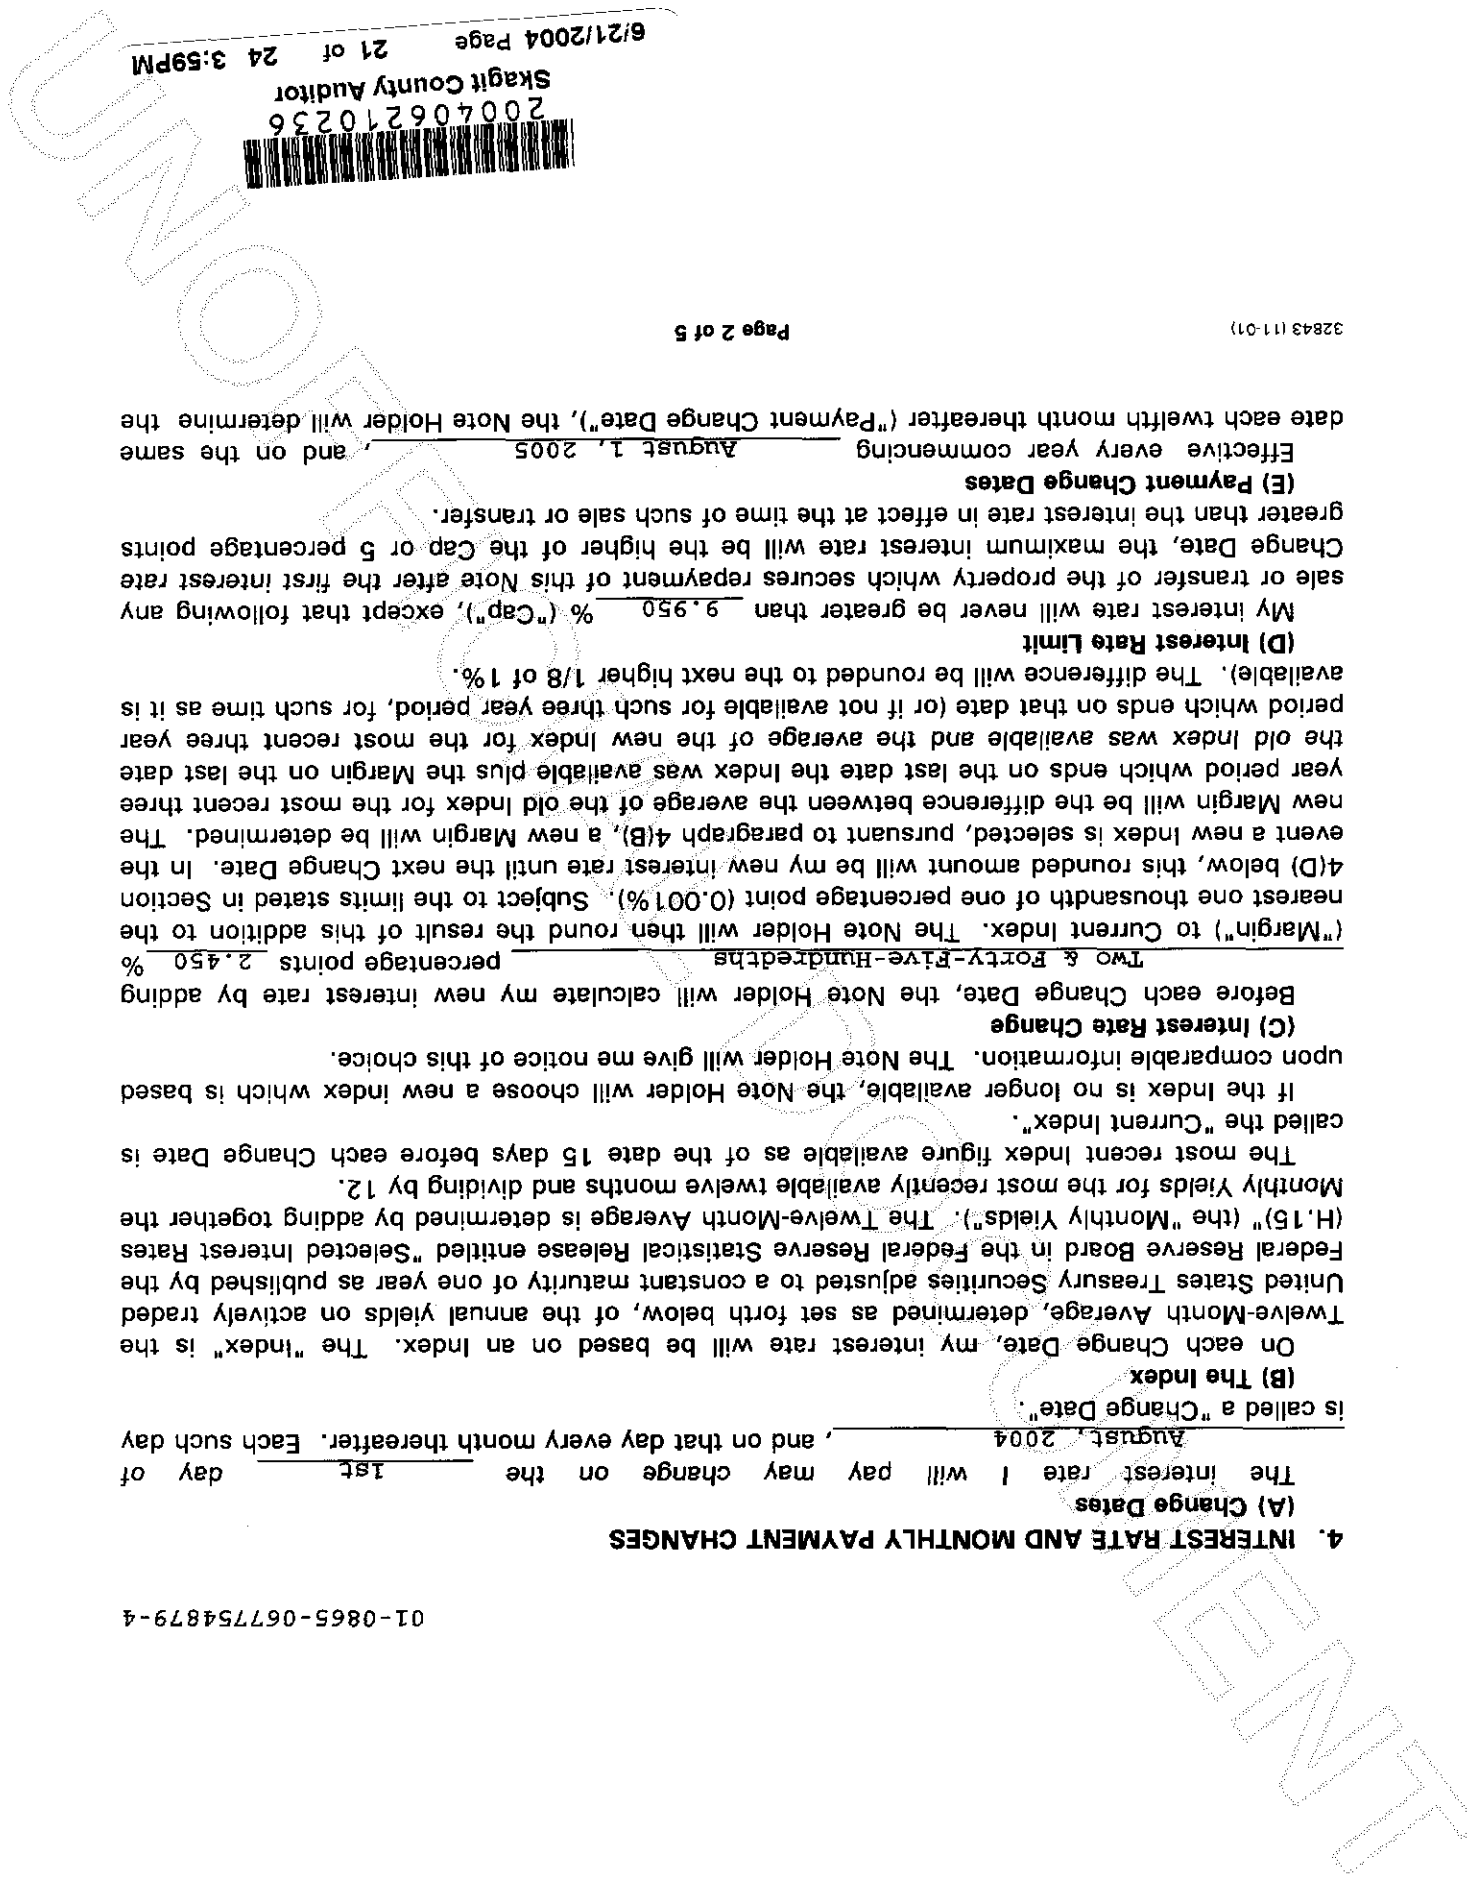 01-0865-067754879-4
4. INTEREST RATE AND MONTHLY PAYMENT CHANGES
(A) Change Dates
The interest rate I will pay may change on the 1st day of
August, 2004, and on that day every month thereafter. Each such day
is called a "Change Date".
(B) The Index
On each Change Date, my interest rate will be based on an Index. The "Index" is the
Twelve-Month Average, determined as set forth below, of the annual yields on actively traded
United States Treasury Securities adjusted to a constant maturity of one year as published by the
Federal Reserve Board in the Federal Reserve Statistical Release entitled "Selected Interest Rates
(H.15)" (the "Monthly Yields"). The Twelve-Month Average is determined by adding together the
Monthly Yields for the most recently available twelve months and dividing by 12.
The most recent Index figure available as of the date 15 days before each Change Date is
called the "Current Index".
If the Index is no longer available, the Note Holder will choose a new index which is based
upon comparable information. The Note Holder will give me notice of this choice.
(C) Interest Rate Change
Before each Change Date, the Note Holder will calculate my new interest rate by adding
Two & Forty-Five-Hundredths percentage points 2.450 %
("Margin") to Current Index. The Note Holder will then round the result of this addition to the
nearest one thousandth of one percentage point (0.001%). Subject to the limits stated in Section
4(D) below, this rounded amount will be my new interest rate until the next Change Date. In the
event a new Index is selected, pursuant to paragraph 4(B), a new Margin will be determined. The
new Margin will be the difference between the average of the old Index for the most recent three
year period which ends on the last date the Index was available plus the Margin on the last date
the old Index was available and the average of the new Index for the most recent three year
period which ends on that date (or if not available for such three year period, for such time as it is
available). The difference will be rounded to the next higher 1/8 of 1%.
(D) Interest Rate Limit
My interest rate will never be greater than 9.950 % ("Cap"), except that following any
sale or transfer of the property which secures repayment of this Note after the first interest rate
Change Date, the maximum interest rate will be the higher of the Cap or 5 percentage points
greater than the interest rate in effect at the time of such sale or transfer.
(E) Payment Change Dates
Effective every year commencing August 1, 2005, and on the same
date each twelfth month thereafter ("Payment Change Date"), the Note Holder will determine the
32843 (11-01) Page 2 of 5
200406210236
Skagit County Auditor
6/21/2004 Page 21 of 24 3:59PM
UNOFFICIAL DOCUMENT